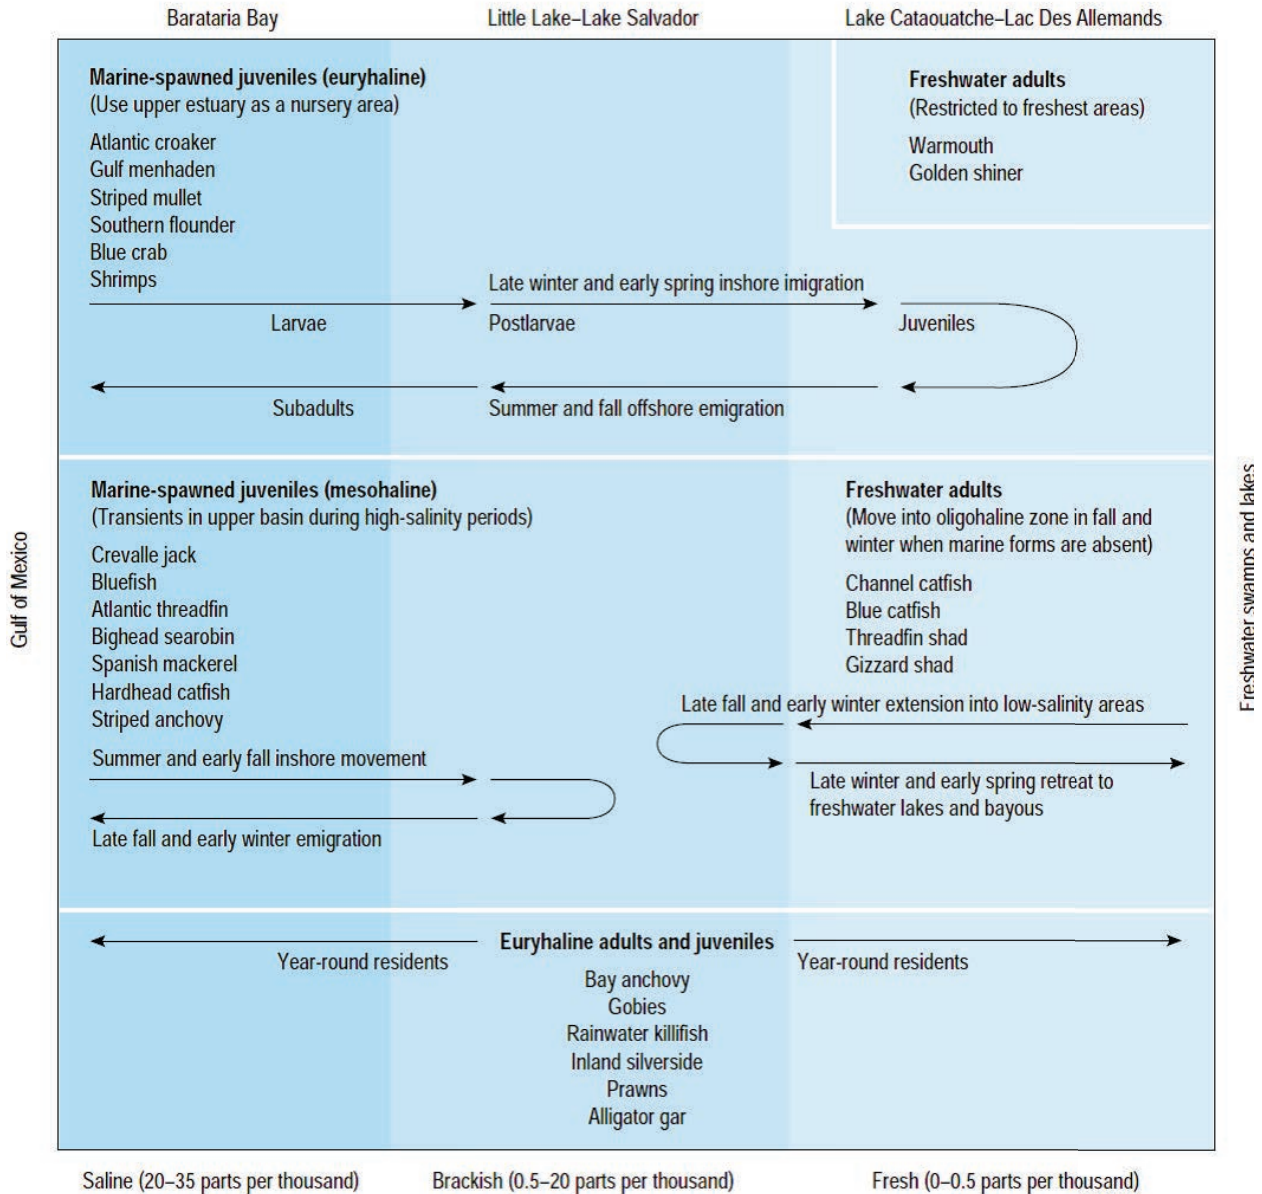 Barataria Bay
Little Lake–Lake Salvador
Lake Cataouatche–Lac Des Allemands
Marine-spawned juveniles (euryhaline)
(Use upper estuary as a nursery area)
Atlantic croaker
Gulf menhaden
Striped mullet
Southern flounder
Blue crab
Shrimps
Freshwater adults
(Restricted to freshest areas)
Warmouth
Golden shiner
Late winter and early spring inshore imigration
Larvae
Postlarvae
Juveniles
Subadults
Summer and fall offshore emigration
Marine-spawned juveniles (mesohaline)
(Transients in upper basin during high-salinity periods)
Crevalle jack
Bluefish
Atlantic threadfin
Bighead searobin
Spanish mackerel
Hardhead catfish
Striped anchovy
Summer and early fall inshore movement
Late fall and early winter emigration
Freshwater adults
(Move into oligohaline zone in fall and
winter when marine forms are absent)
Channel catfish
Blue catfish
Threadfin shad
Gizzard shad
Late fall and early winter extension into low-salinity areas
Late winter and early spring retreat to
freshwater lakes and bayous
Gulf of Mexico
Freshwater swamps and lakes
Euryhaline adults and juveniles
Year-round residents
Year-round residents
Bay anchovy
Gobies
Rainwater killifish
Inland silverside
Prawns
Alligator gar
Saline (20–35 parts per thousand)
Brackish (0.5–20 parts per thousand)
Fresh (0–0.5 parts per thousand)